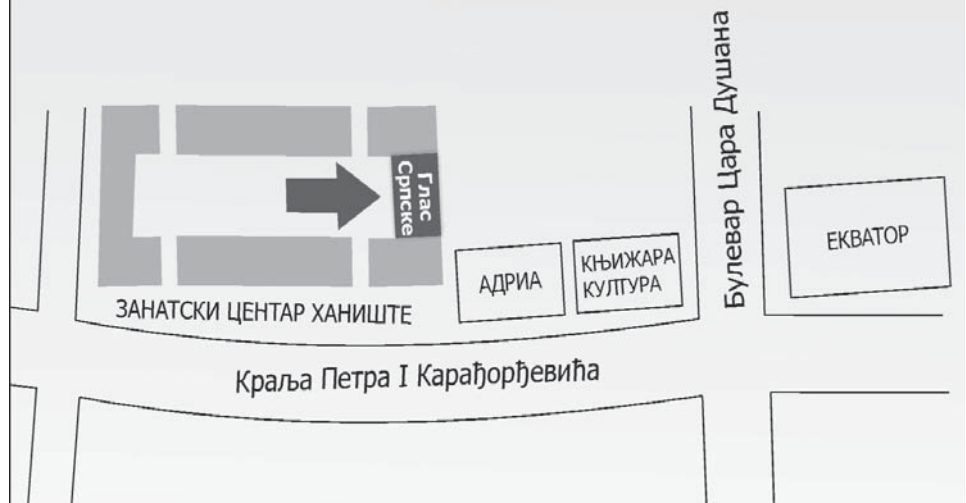 Булевар Цара Душана
Глас
Српске
ЕКВАТОР
АДРИА
КЊИЖАРА
КУЛТУРА
ЗАНАТСКИ ЦЕНТАР ХАНИШТЕ
Краља Петра I Карађорђевића